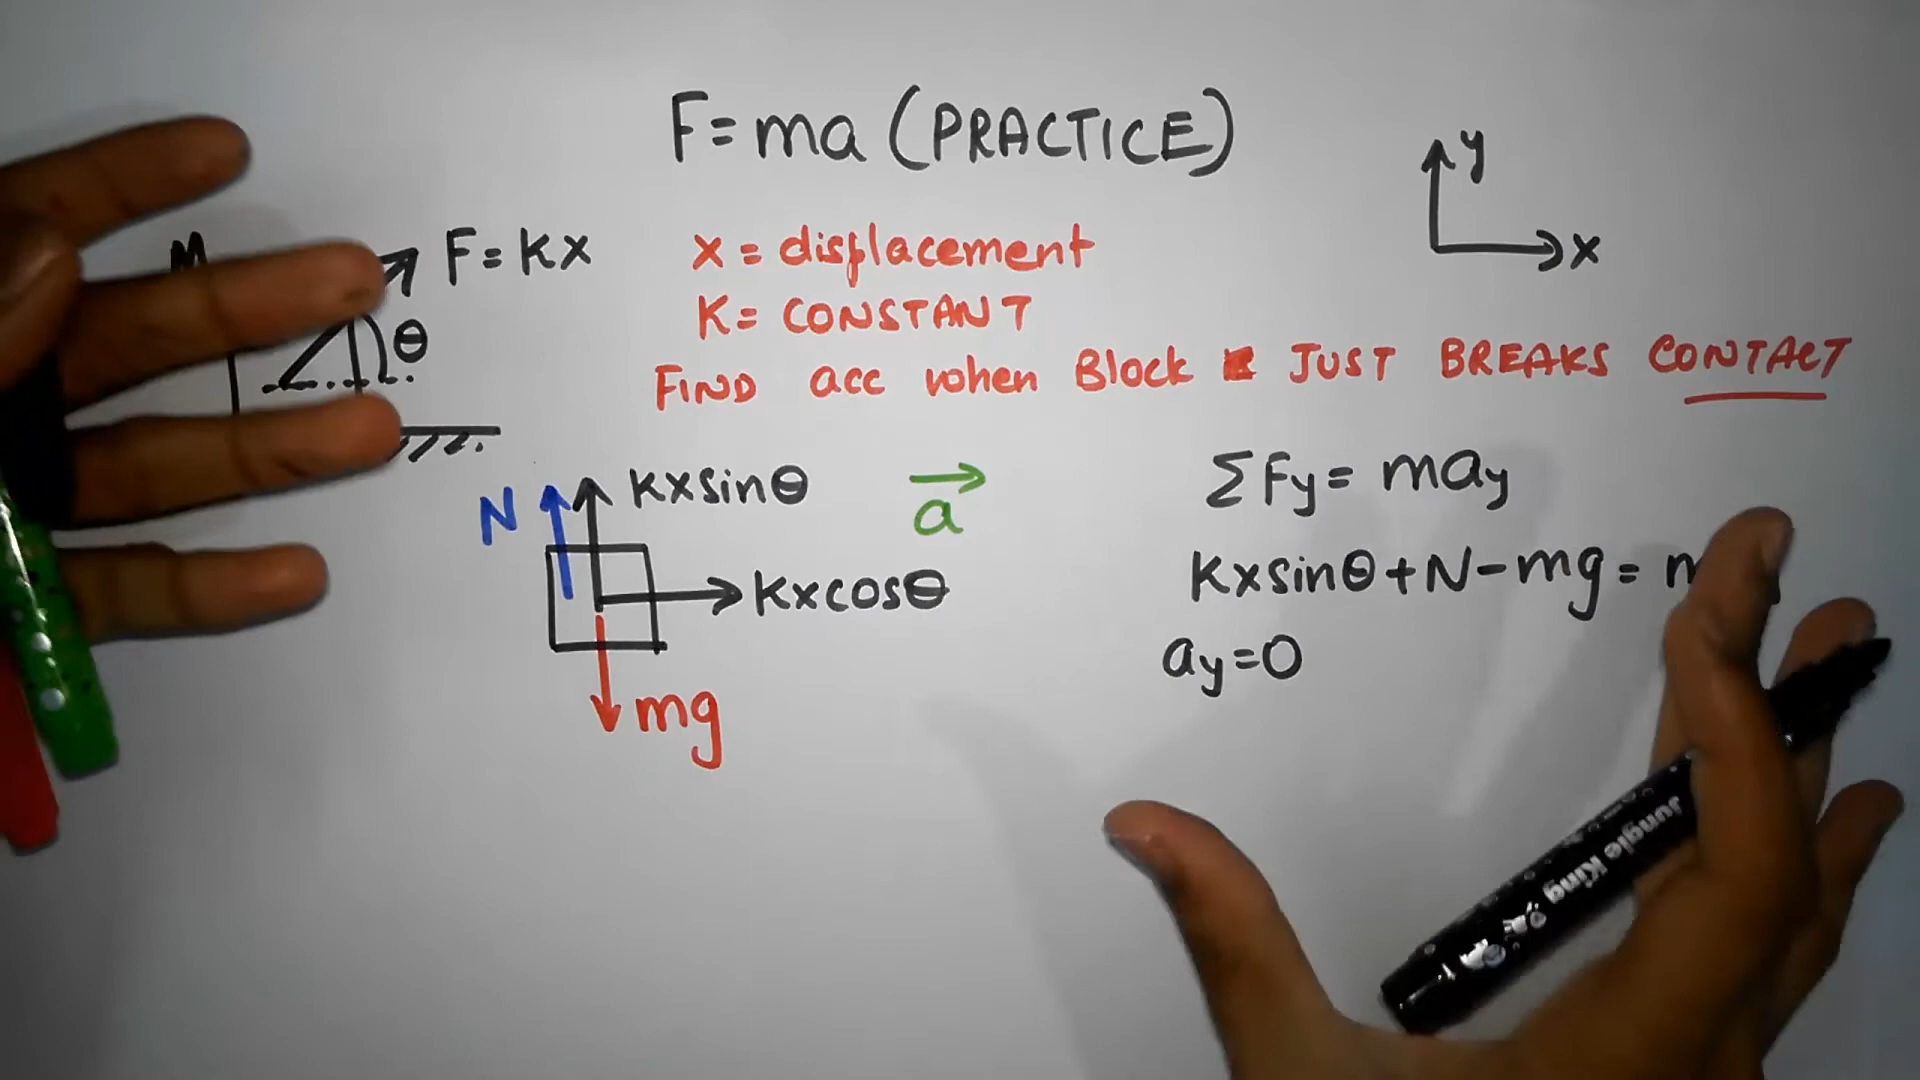 F=ma (PRACTICE)
y
x
M
F=Kx
θ
x = displacement
K= CONSTANT
FIND acc when Block JUST BREAKS CONTACT
N
Kxsinθ
a
Kxcosθ
mg
ΣFy= may
Kxsinθ+N-mg=
ay=0
Jungle King